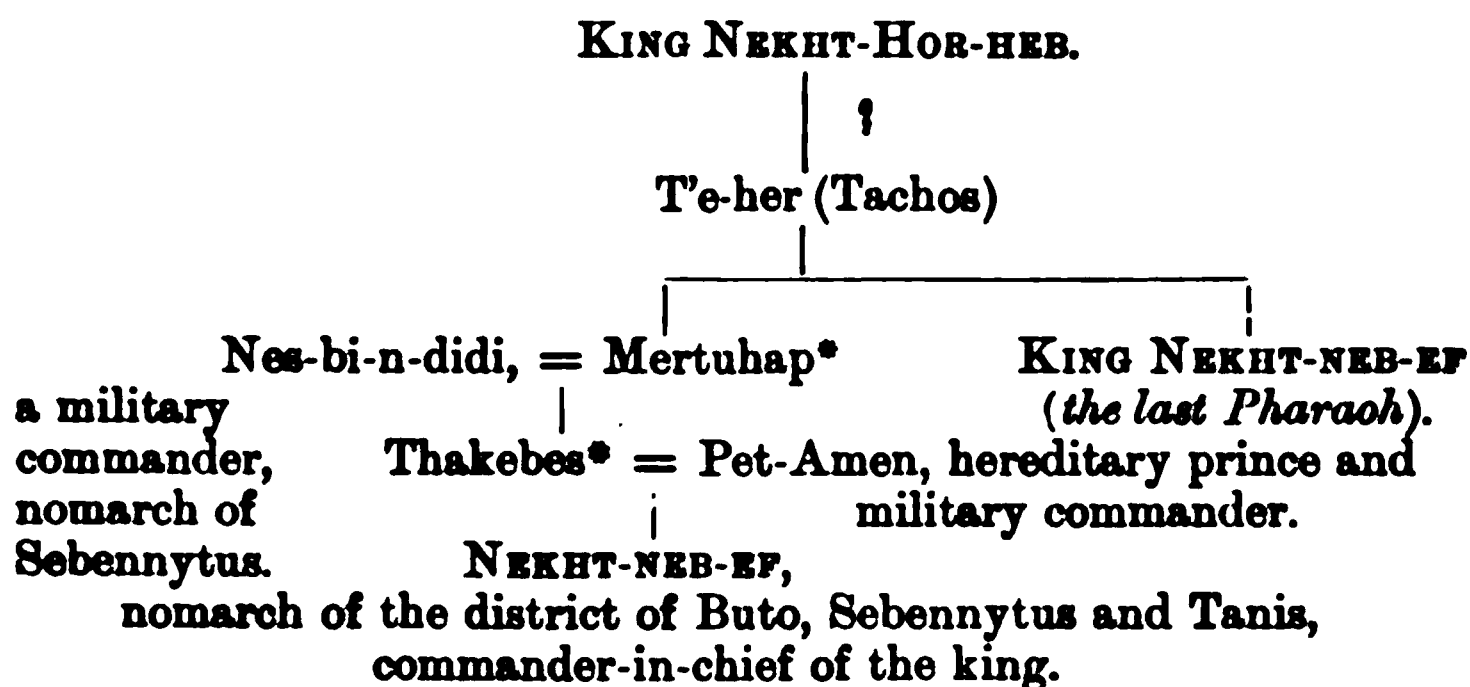 KING NEKHT-HOR-HEB.
?
T'e-her (Tachos)
Nes-bi-n-didi, = Mertuhap* KING NEKHT-NEB-EF
a military (the last Pharaoh).
commander, Thakebes* = Pet-Amen, hereditary prince and
nomarch of military commander.
Sebennytus. NEKHT-NEB-EF,
nomarch of the district of Buto, Sebennytus and Tanis,
commander-in-chief of the king.